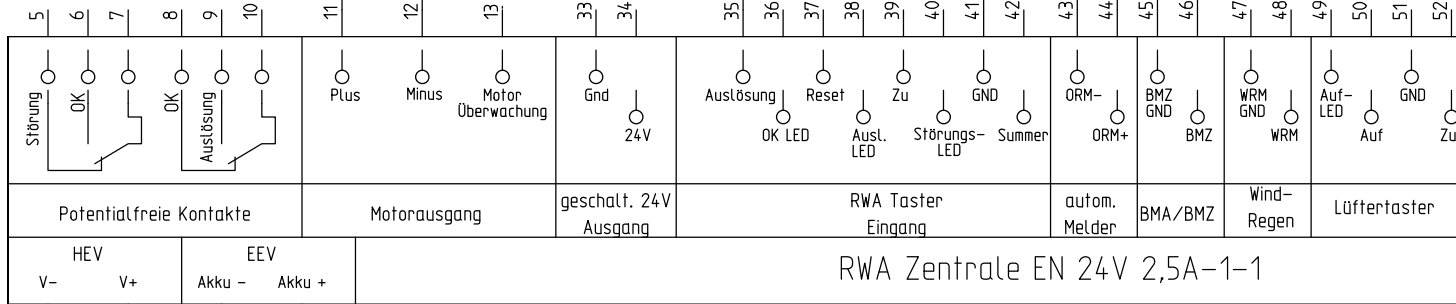 5 6 7 8 9 10 11 12 13 33 34 35 36 37 38 39 40 41 42 43 44 45 46 47 48 49 50 51 52
Störung
OK
OK
Auslösung
Plus
Minus
Motor
Überwachung
Gnd
24V
Auslösung
OK LED
Reset
Ausl.
LED
Zu
Störungs-
LED
GND
Summer
ORM-
ORM+
BMZ
GND
BMZ
WRM
GND
WRM
Auf-
LED
Auf
GND
Zu
Potentialfreie Kontakte
Motorausgang
geschalt. 24V
Ausgang
RWA Taster
Eingang
autom.
Melder
BMA/BMZ
Wind-
Regen
Lüftertaster
HEV
V- V+
EEV
Akku - Akku +
RWA Zentrale EN 24V 2,5A-1-1